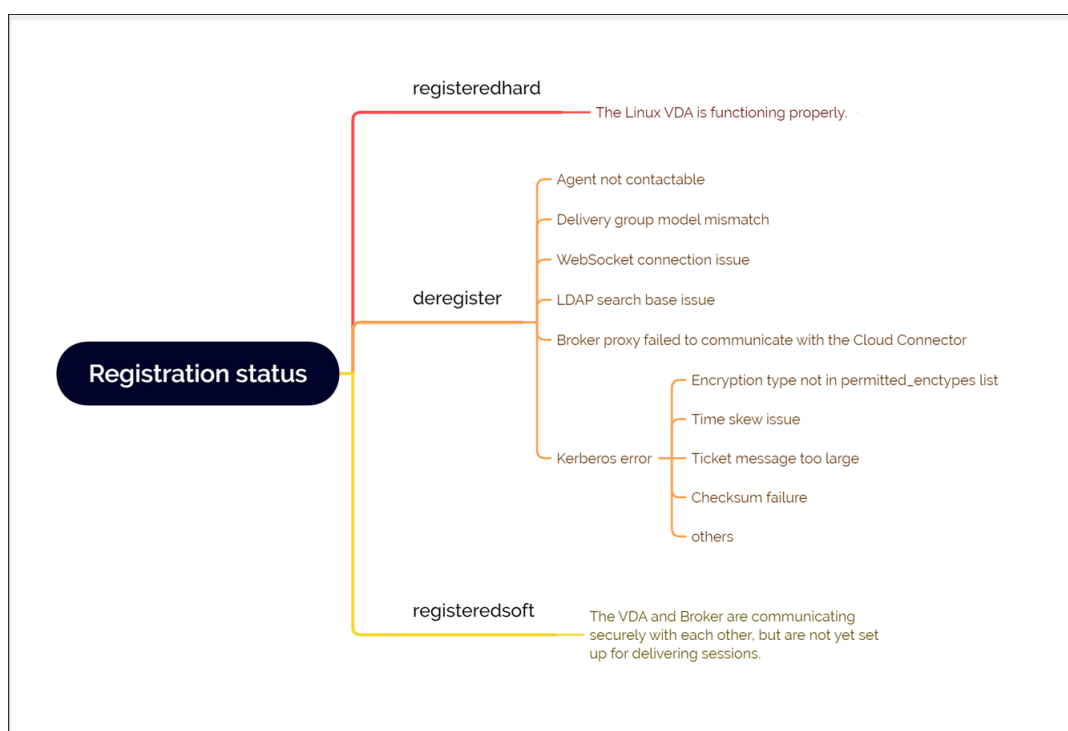 registeredhard
The Linux VDA is functioning properly.
Agent not contactable
Delivery group model mismatch
WebSocket connection issue
deregister
LDAP search base issue
Broker proxy failed to communicate with the Cloud Connector
Registration status
Encryption type not in permitted_enctypes list
Time skew issue
Kerberos error
Ticket message too large
Checksum failure
others
registeredsoft
The VDA and Broker are communicating
securely with each other, but are not yet set
up for delivering sessions.